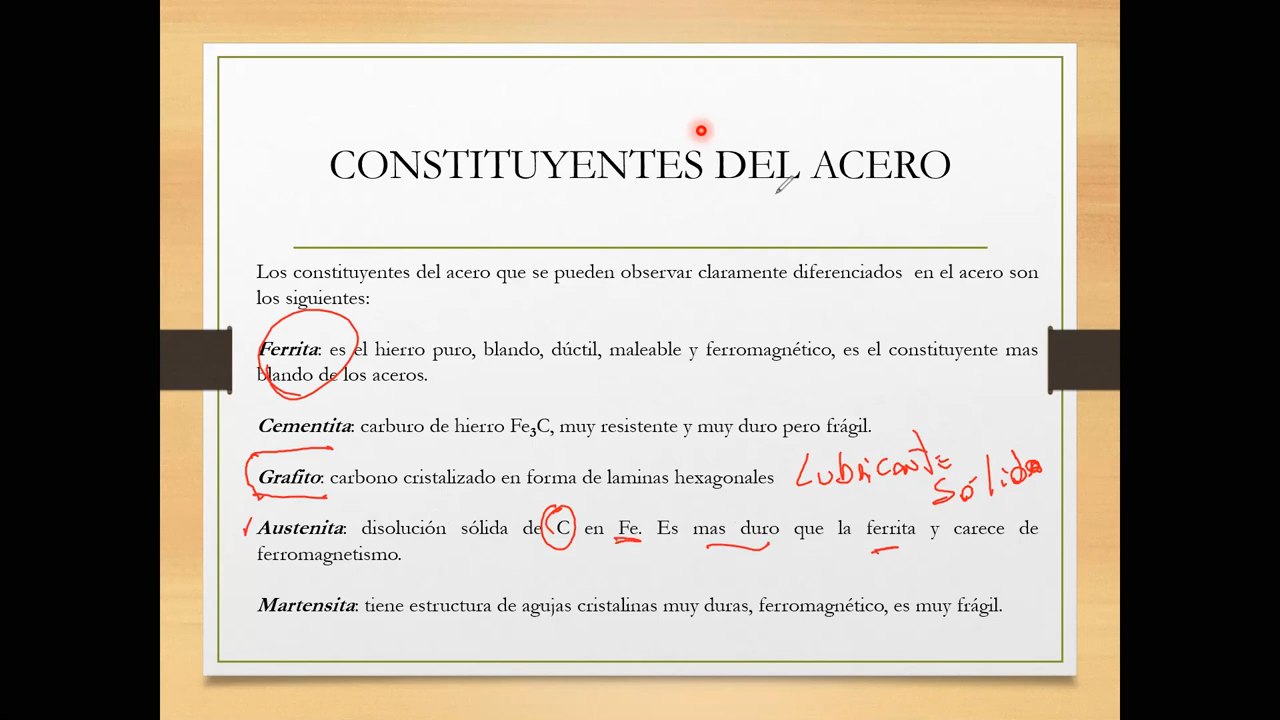 CONSTITUYENTES DEL ACERO
Los constituyentes del acero que se pueden observar claramente diferenciados en el acero son
los siguientes:
Ferrita: es el hierro puro, blando, dúctil, maleable y ferromagnético, es el constituyente mas
blando de los aceros.
Cementita: carburo de hierro Fe₃C, muy resistente y muy duro pero frágil.
Grafito: carbono cristalizado en forma de laminas hexagonales Lubricante
Sólido
Austenita: disolución sólida de C en Fe. Es mas duro que la ferrita y carece de
ferromagnetismo.
Martensita: tiene estructura de agujas cristalinas muy duras, ferromagnético, es muy frágil.